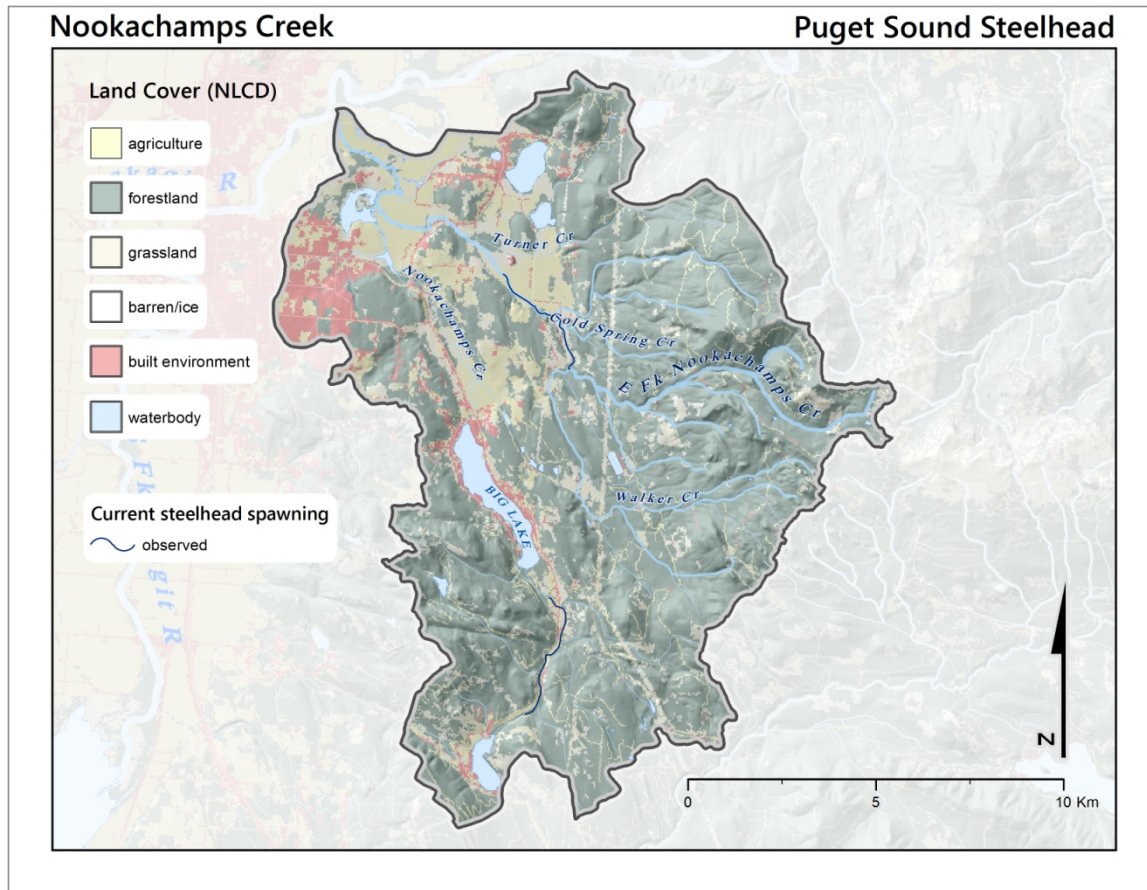 Nookachamps Creek
Puget Sound Steelhead
Land Cover (NLCD)
agriculture
forestland
grassland
barren/ice
built environment
waterbody
Current steelhead spawning
observed
Turner Cr
Nookachamps Cr
Cold Spring Cr
E Fk Nookachamps Cr
Walker Cr
BIG LAKE
R
Fk
git R
N
0
5
10 Km